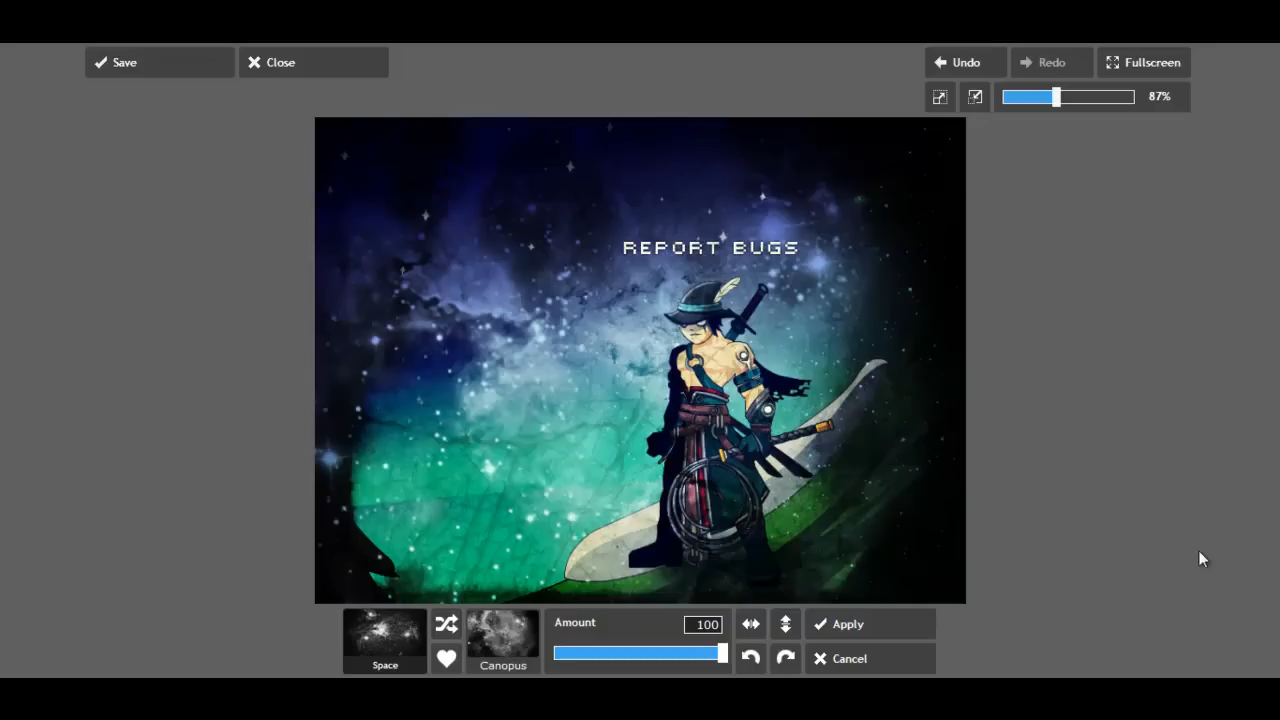 Save
Close
Undo
Redo
Fullscreen
87%
REPORT BUGS
Space
Canopus
Amount
100
Apply
Cancel